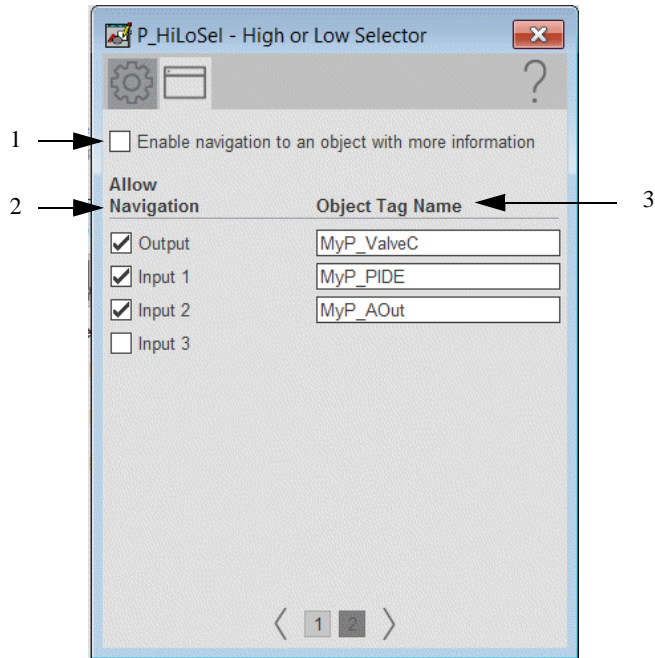 P_HiLoSel - High or Low Selector
?
1
Enable navigation to an object with more information
2
Allow
Navigation
Object Tag Name
3
Output
MyP_ValveC
Input 1
MyP_PIDE
Input 2
MyP_AOut
Input 3
1 2